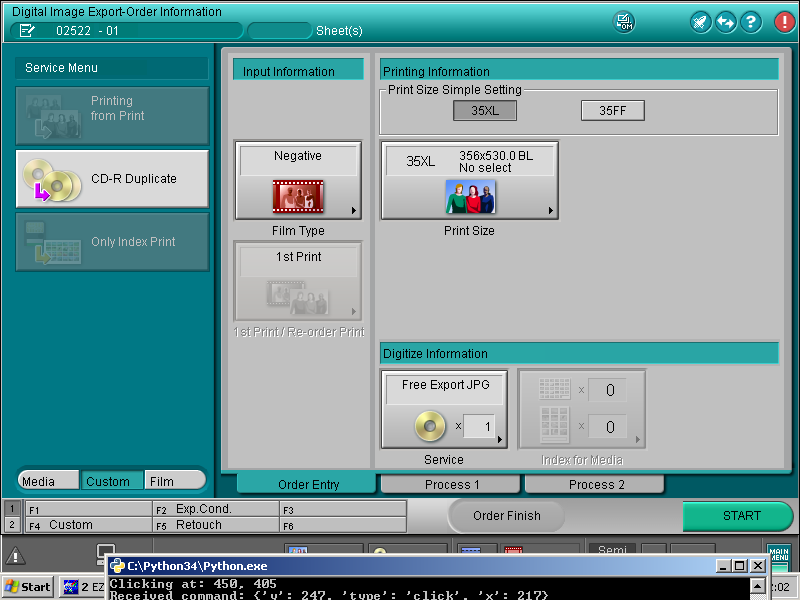 Digital Image Export-Order Information
02522 - 01
Sheet(s)
OM
Service Menu
Printing
from Print
CD-R Duplicate
Only Index Print
Media
Custom
Film
Input Information
Negative
Film Type
1st Print
1st Print / Re-order Print
Printing Information
Print Size Simple Setting
35XL
35FF
35XL
356x530.0 BL
No select
Print Size
Digitize Information
Free Export JPG
x 1
Service
x 0
x 0
Index for Media
Order Entry
Process 1
Process 2
1 F1 F2 Exp.Cond. F3
2 F4 Custom F5 Retouch F6
Order Finish
START
Semi
MAIN
MENU
C:\Python34\Python.exe
Clicking at: 450, 405
Received command: {'y': 247, 'type': 'click', 'x': 217}
Start
2 EZ
:02